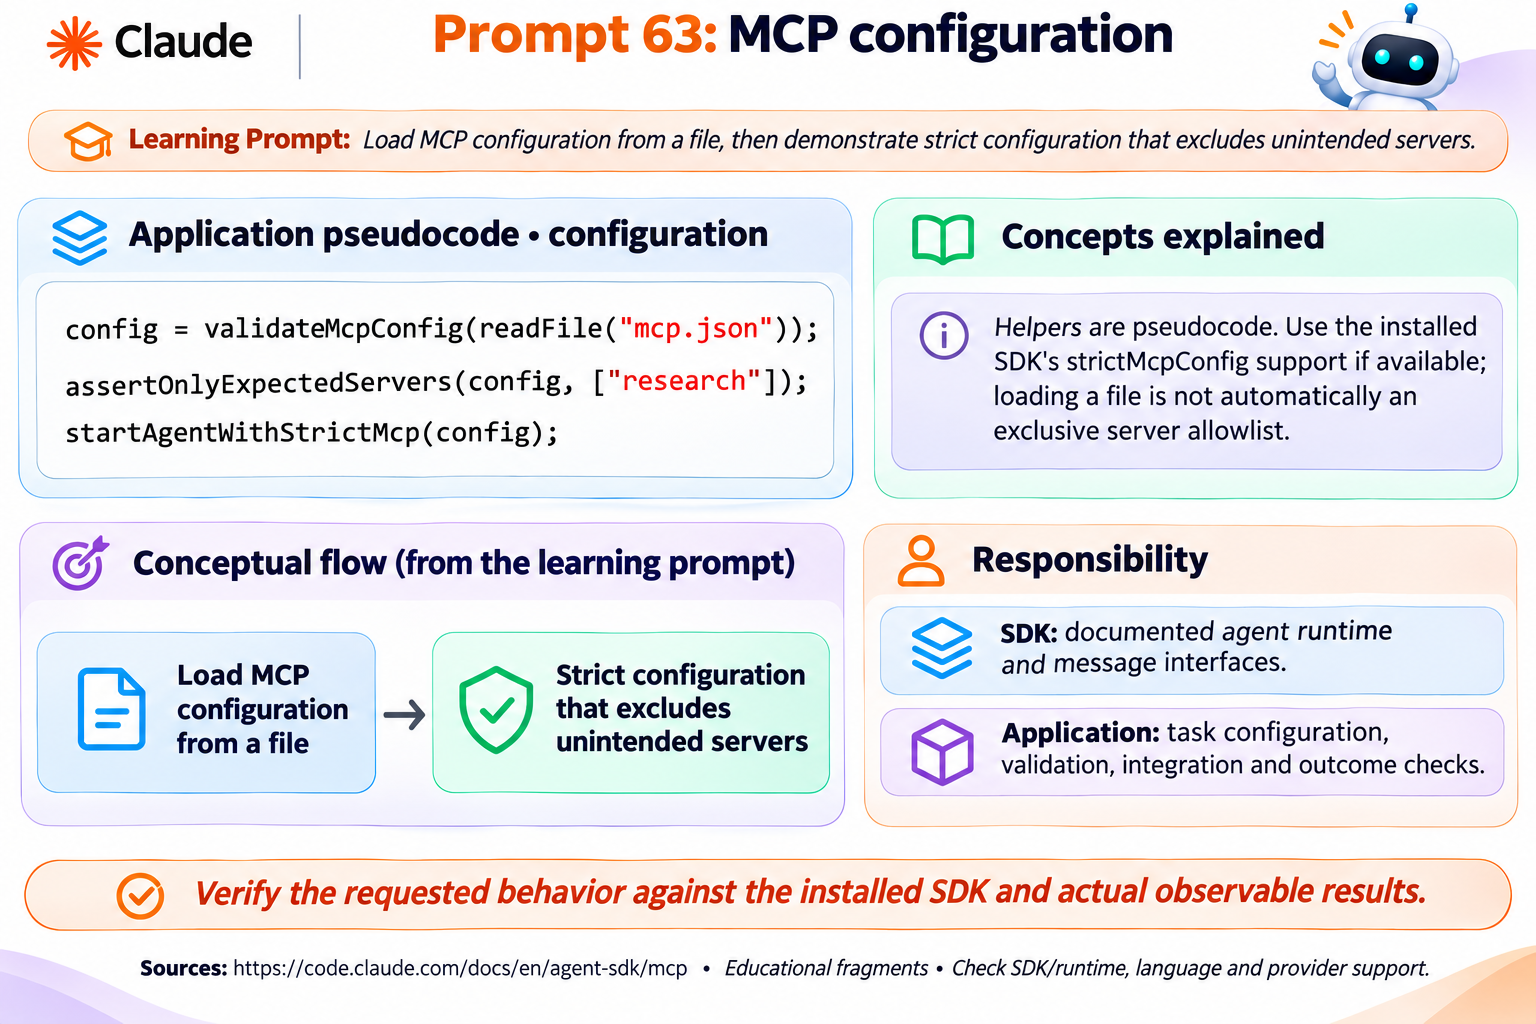 Claude
Prompt 63: MCP configuration
Learning Prompt: Load MCP configuration from a file, then demonstrate strict configuration that excludes unintended servers.
Application pseudocode • configuration
config = validateMcpConfig(readFile("mcp.json"));
assertOnlyExpectedServers(config, ["research"]);
startAgentWithStrictMcp(config);
Concepts explained
Helpers are pseudocode. Use the installed
SDK's strictMcpConfig support if available;
loading a file is not automatically an
exclusive server allowlist.
Conceptual flow (from the learning prompt)
Load MCP
configuration
from a file
Strict configuration
that excludes
unintended servers
Responsibility
SDK: documented agent runtime
and message interfaces.
Application: task configuration,
validation, integration and outcome checks.
Verify the requested behavior against the installed SDK and actual observable results.
Sources: https://code.claude.com/docs/en/agent-sdk/mcp • Educational fragments • Check SDK/runtime, language and provider support.